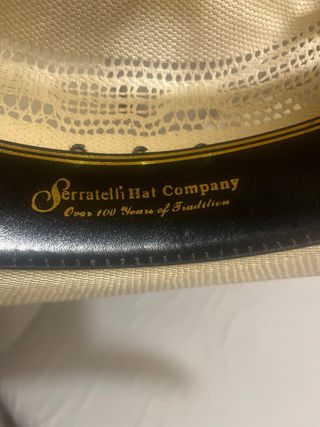 Serratelli Hat Company
Over 100 Years of Tradition